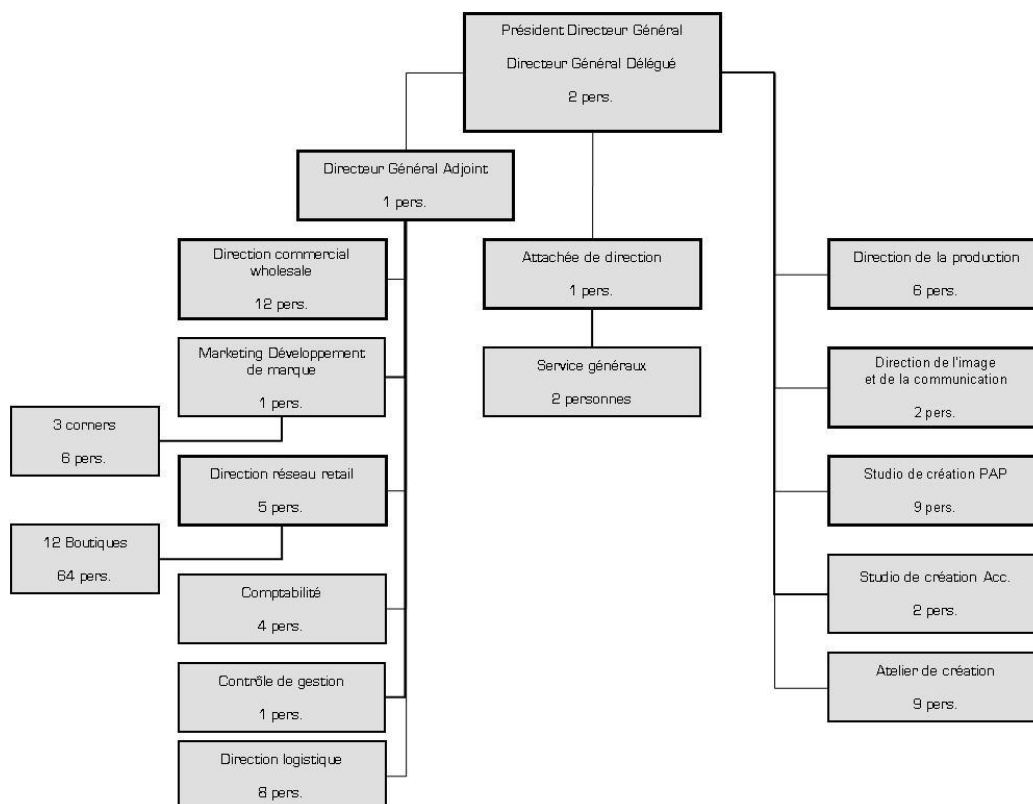 Président Directeur Général
Directeur Général Délégué
2 pers.
Directeur Général Adjoint
1 pers.
Direction commercial
wholesale
12 pers.
Attachée de direction
1 pers.
Direction de la production
6 pers.
Marketing Développement
de marque
1 pers.
Service généraux
2 personnes
Direction de l'image
et de la communication
2 pers.
3 corners
6 pers.
Direction réseau retail
5 pers.
Studio de création PAP
9 pers.
12 Boutiques
64 pers.
Comptabilité
4 pers.
Studio de création Acc.
2 pers.
Contrôle de gestion
1 pers.
Atelier de création
9 pers.
Direction logistique
8 pers.